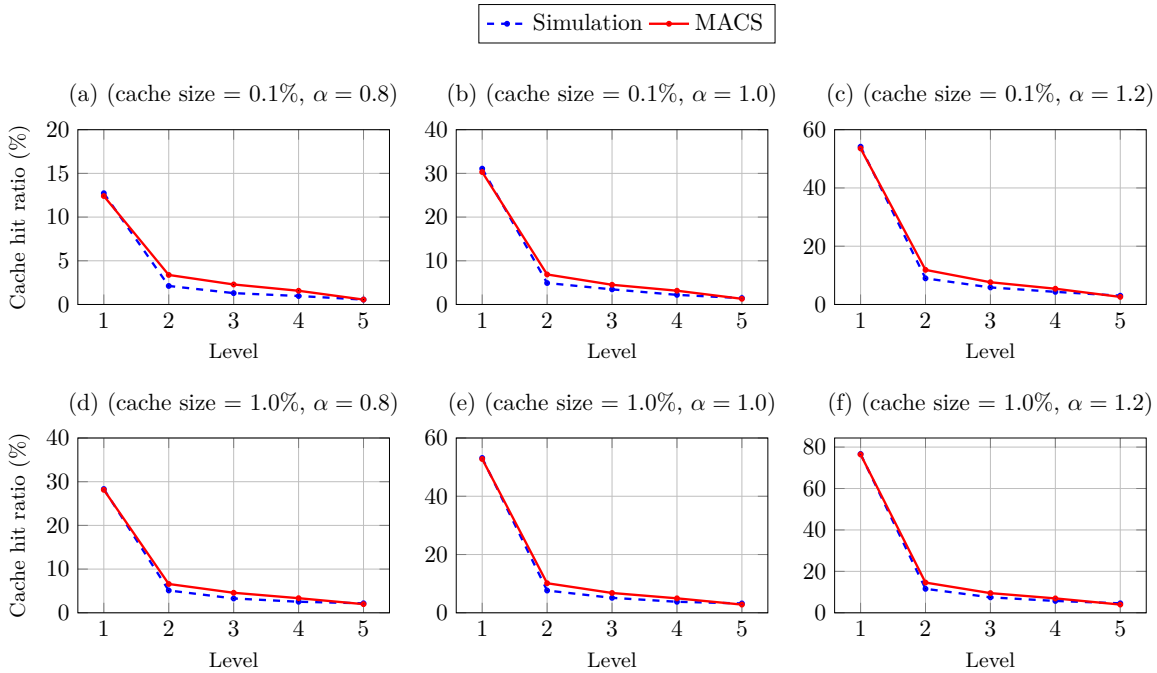 Simulation MACS
(a) (cache size = 0.1%, α = 0.8)
(b) (cache size = 0.1%, α = 1.0)
(c) (cache size = 0.1%, α = 1.2)
Cache hit ratio (%)
20
15
10
5
0
1 2 3 4 5
Level
40
30
20
10
0
1 2 3 4 5
Level
60
40
20
0
1 2 3 4 5
Level
(d) (cache size = 1.0%, α = 0.8)
(e) (cache size = 1.0%, α = 1.0)
(f) (cache size = 1.0%, α = 1.2)
Cache hit ratio (%)
40
30
20
10
0
1 2 3 4 5
Level
60
40
20
0
1 2 3 4 5
Level
80
60
40
20
0
1 2 3 4 5
Level